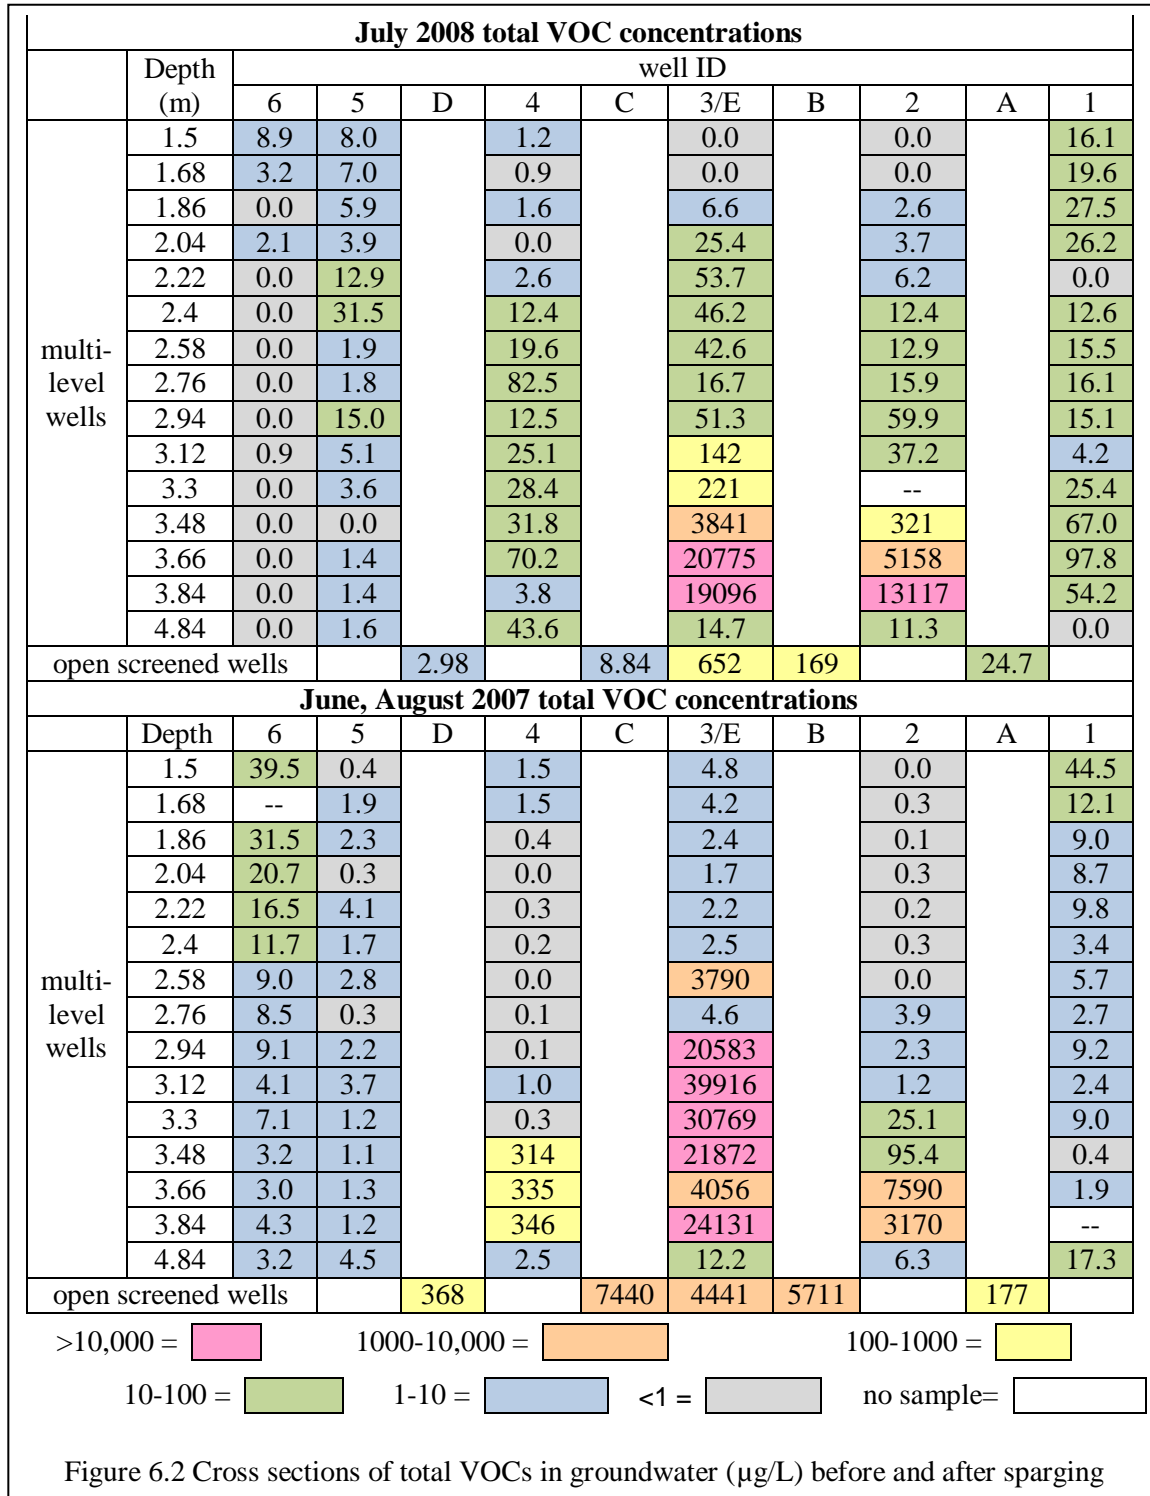 July 2008 total VOC concentrations
Depth (m) well ID
6 5 D 4 C 3/E B 2 A 1
multi-level wells
1.5 8.9 8.0 1.2 0.0 0.0 16.1
1.68 3.2 7.0 0.9 0.0 0.0 19.6
1.86 0.0 5.9 1.6 6.6 2.6 27.5
2.04 2.1 3.9 0.0 25.4 3.7 26.2
2.22 0.0 12.9 2.6 53.7 6.2 0.0
2.4 0.0 31.5 12.4 46.2 12.4 12.6
2.58 0.0 1.9 19.6 42.6 12.9 15.5
2.76 0.0 1.8 82.5 16.7 15.9 16.1
2.94 0.0 15.0 12.5 51.3 59.9 15.1
3.12 0.9 5.1 25.1 142 37.2 4.2
3.3 0.0 3.6 28.4 221 -- 25.4
3.48 0.0 0.0 31.8 3841 321 67.0
3.66 0.0 1.4 70.2 20775 5158 97.8
3.84 0.0 1.4 3.8 19096 13117 54.2
4.84 0.0 1.6 43.6 14.7 11.3 0.0
open screened wells 2.98 8.84 652 169 24.7
June, August 2007 total VOC concentrations
Depth 6 5 D 4 C 3/E B 2 A 1
multi-level wells
1.5 39.5 0.4 1.5 4.8 0.0 44.5
1.68 -- 1.9 1.5 4.2 0.3 12.1
1.86 31.5 2.3 0.4 2.4 0.1 9.0
2.04 20.7 0.3 0.0 1.7 0.3 8.7
2.22 16.5 4.1 0.3 2.2 0.2 9.8
2.4 11.7 1.7 0.2 2.5 0.3 3.4
2.58 9.0 2.8 0.0 3790 0.0 5.7
2.76 8.5 0.3 0.1 4.6 3.9 2.7
2.94 9.1 2.2 0.1 20583 2.3 9.2
3.12 4.1 3.7 1.0 39916 1.2 2.4
3.3 7.1 1.2 0.3 30769 25.1 9.0
3.48 3.2 1.1 314 21872 95.4 0.4
3.66 3.0 1.3 335 4056 7590 1.9
3.84 4.3 1.2 346 24131 3170 --
4.84 3.2 4.5 2.5 12.2 6.3 17.3
open screened wells 368 7440 4441 5711 177
>10,000 = 1000-10,000 = 100-1000 =
10-100 = 1-10 = <1 = no sample=
Figure 6.2 Cross sections of total VOCs in groundwater (µg/L) before and after sparging